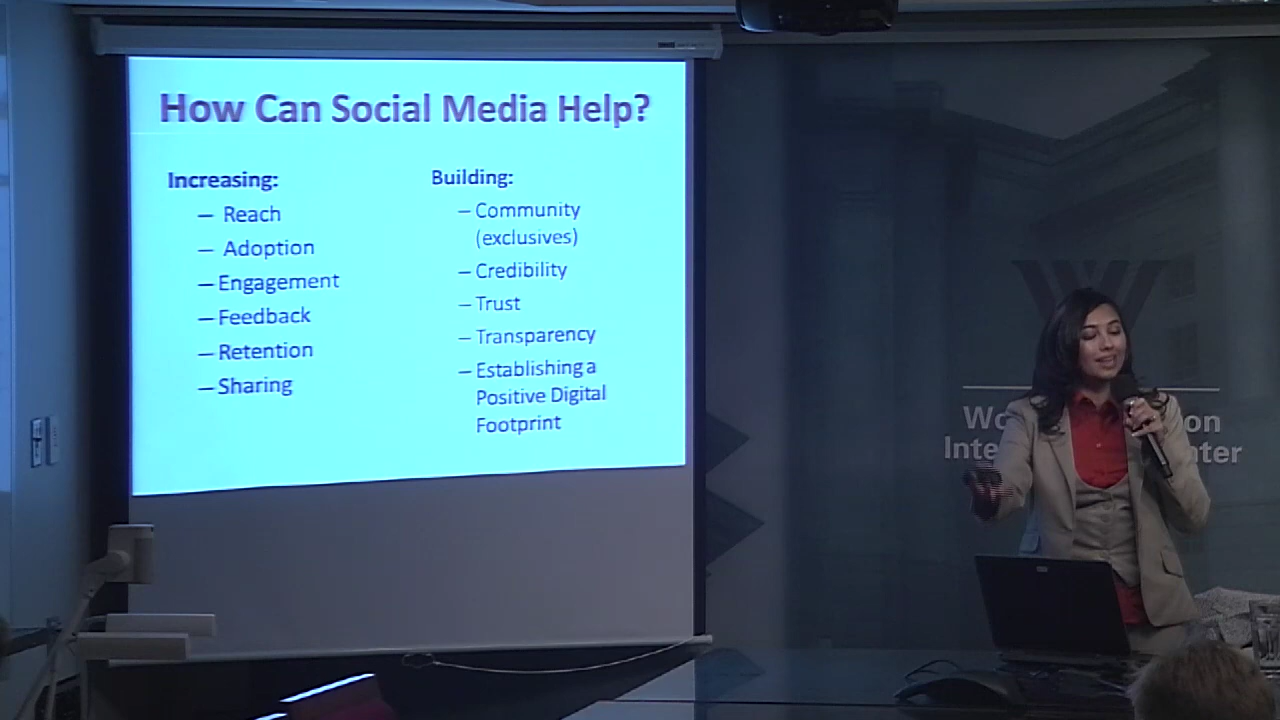 How Can Social Media Help?
Increasing:
– Reach
– Adoption
– Engagement
– Feedback
– Retention
– Sharing
Building:
– Community
(exclusives)
– Credibility
– Trust
– Transparency
– Establishing a
Positive Digital
Footprint
W